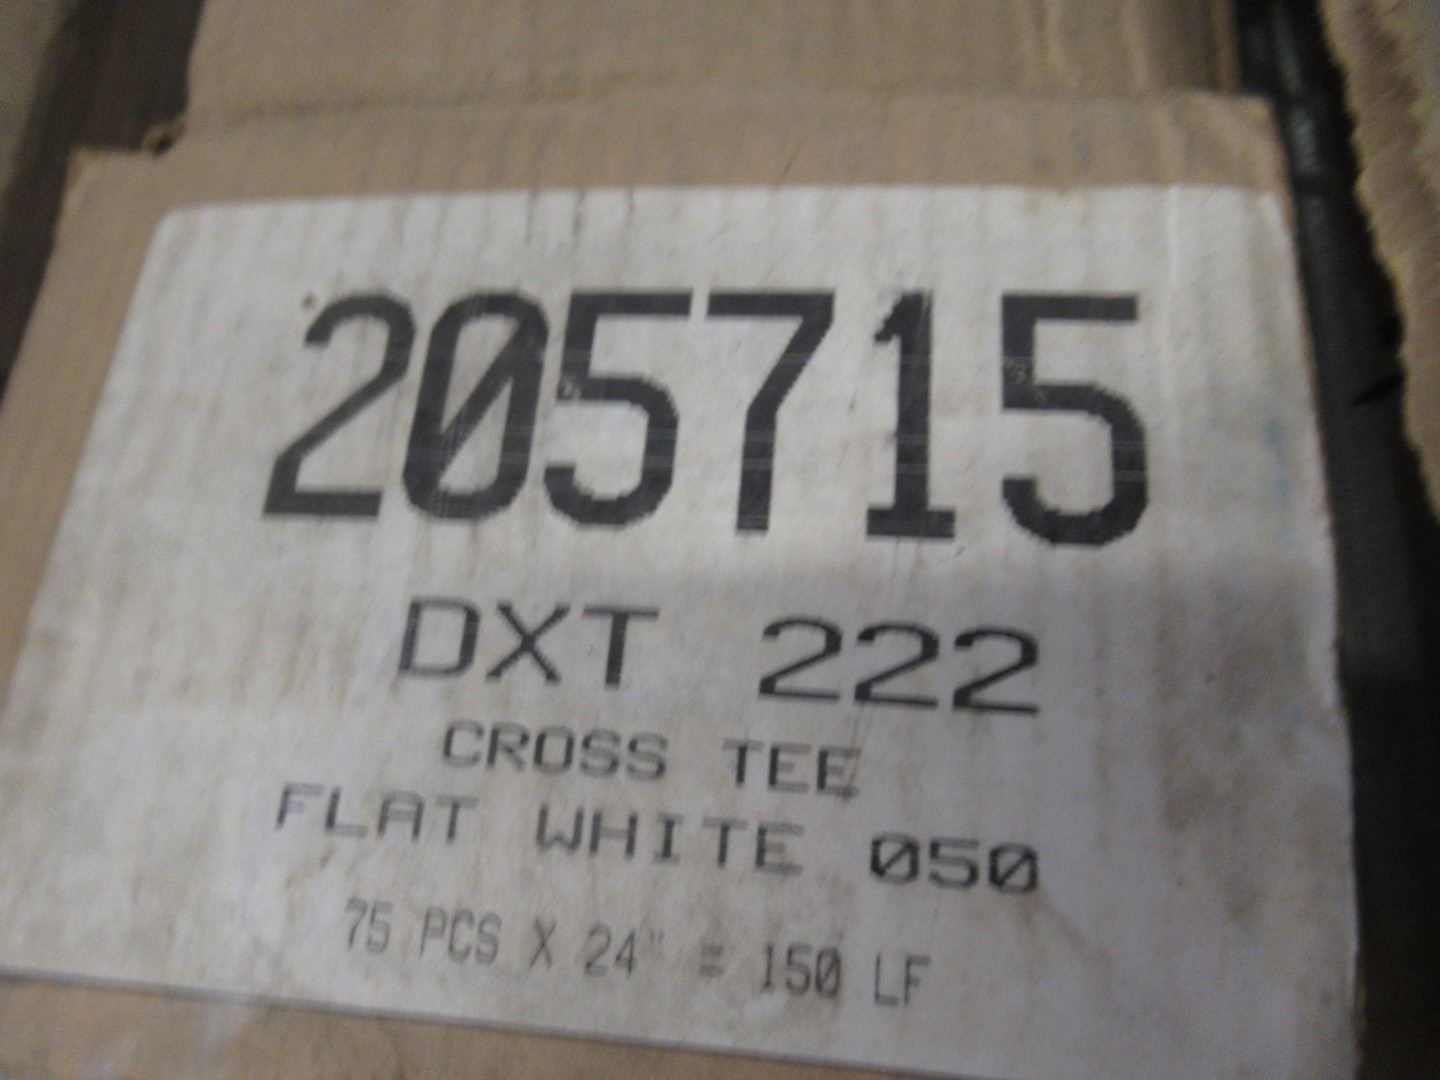 205715
DXT 222
CROSS TEE
FLAT WHITE 050
75 PCS X 24" = 150 LF